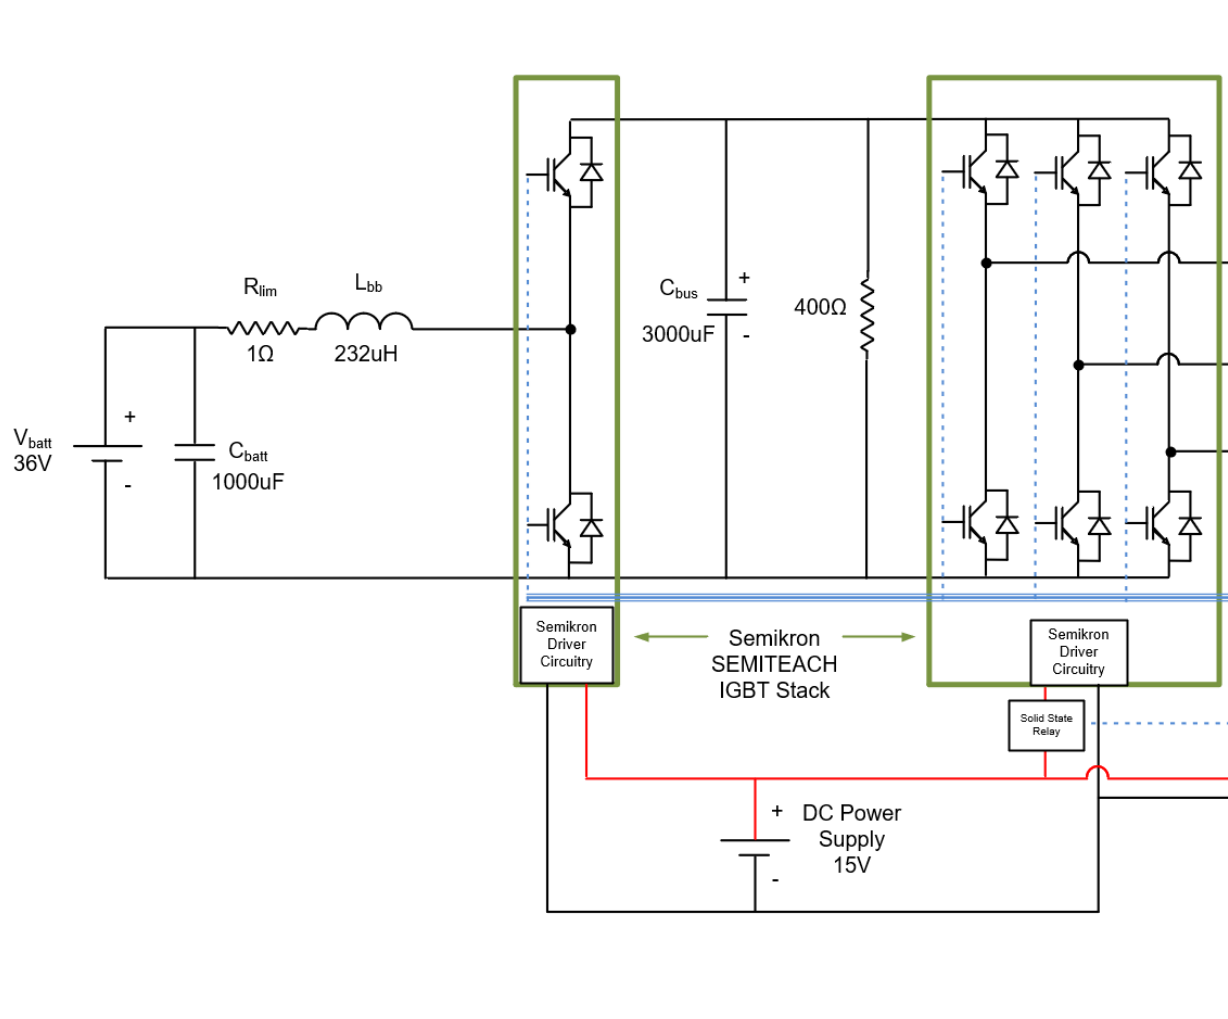 Rlim
1Ω
Lbb
232uH
Vbatt
36V
+
-
Cbatt
1000uF
Cbus
3000uF
+
-
400Ω
Semikron
Driver
Circuitry
Semikron
SEMITEACH
IGBT Stack
Semikron
Driver
Circuitry
Solid State
Relay
+
-
DC Power
Supply
15V